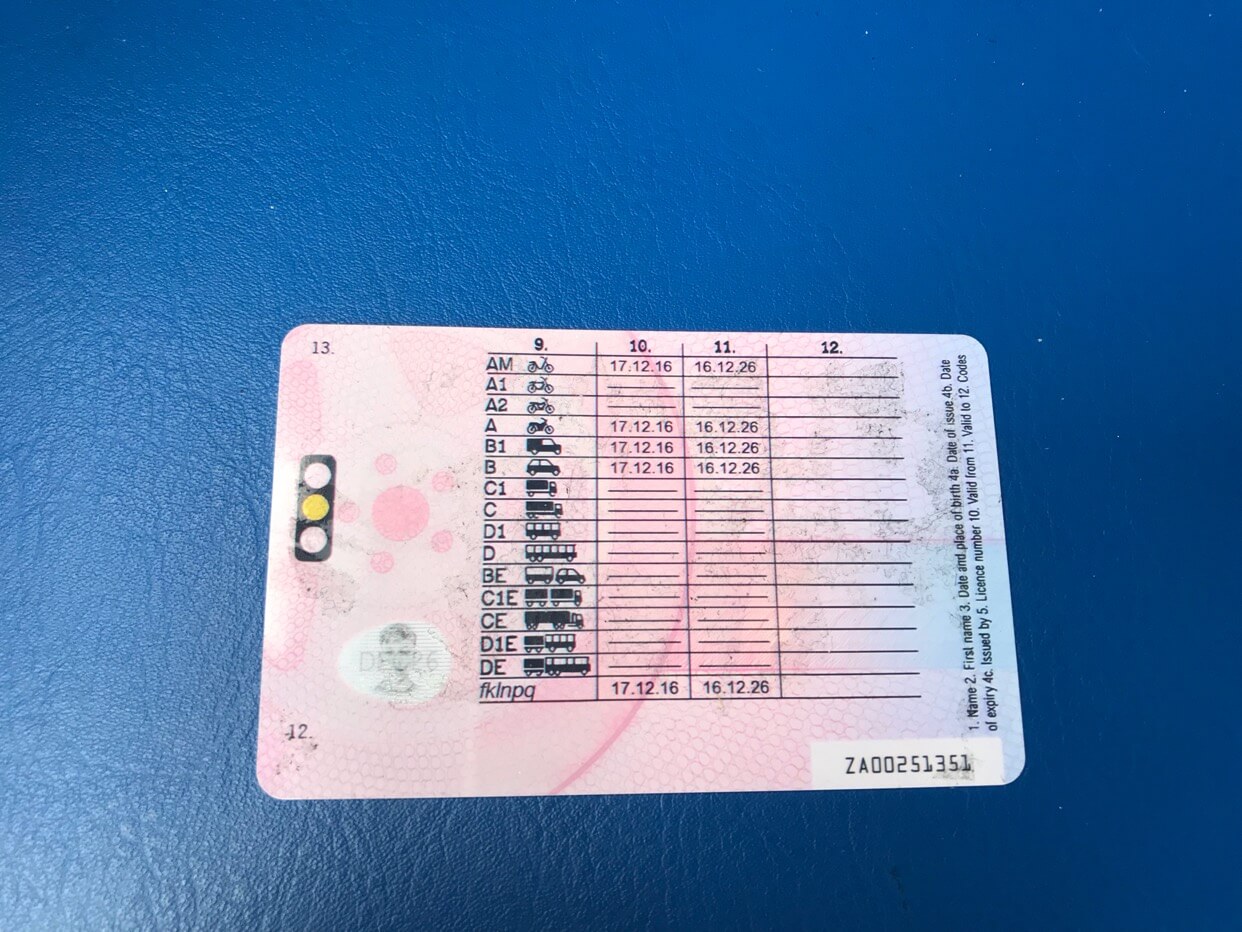 13.
9. 10. 11. 12.
AM 17.12.16 16.12.26
A1
A2
A 17.12.16 16.12.26
B1 17.12.16 16.12.26
B 17.12.16 16.12.26
C1
C
D1
D
BE
C1E
CE
D1E
DE
fklnpq 17.12.16 16.12.26
12.
1. Name 2. First name 3. Date and place of birth 4a. Date of issue 4b. Date
of expiry 4c. Issued by 5. Licence number 10. Valid from 11. Valid to 12. Codes
ZA00251351